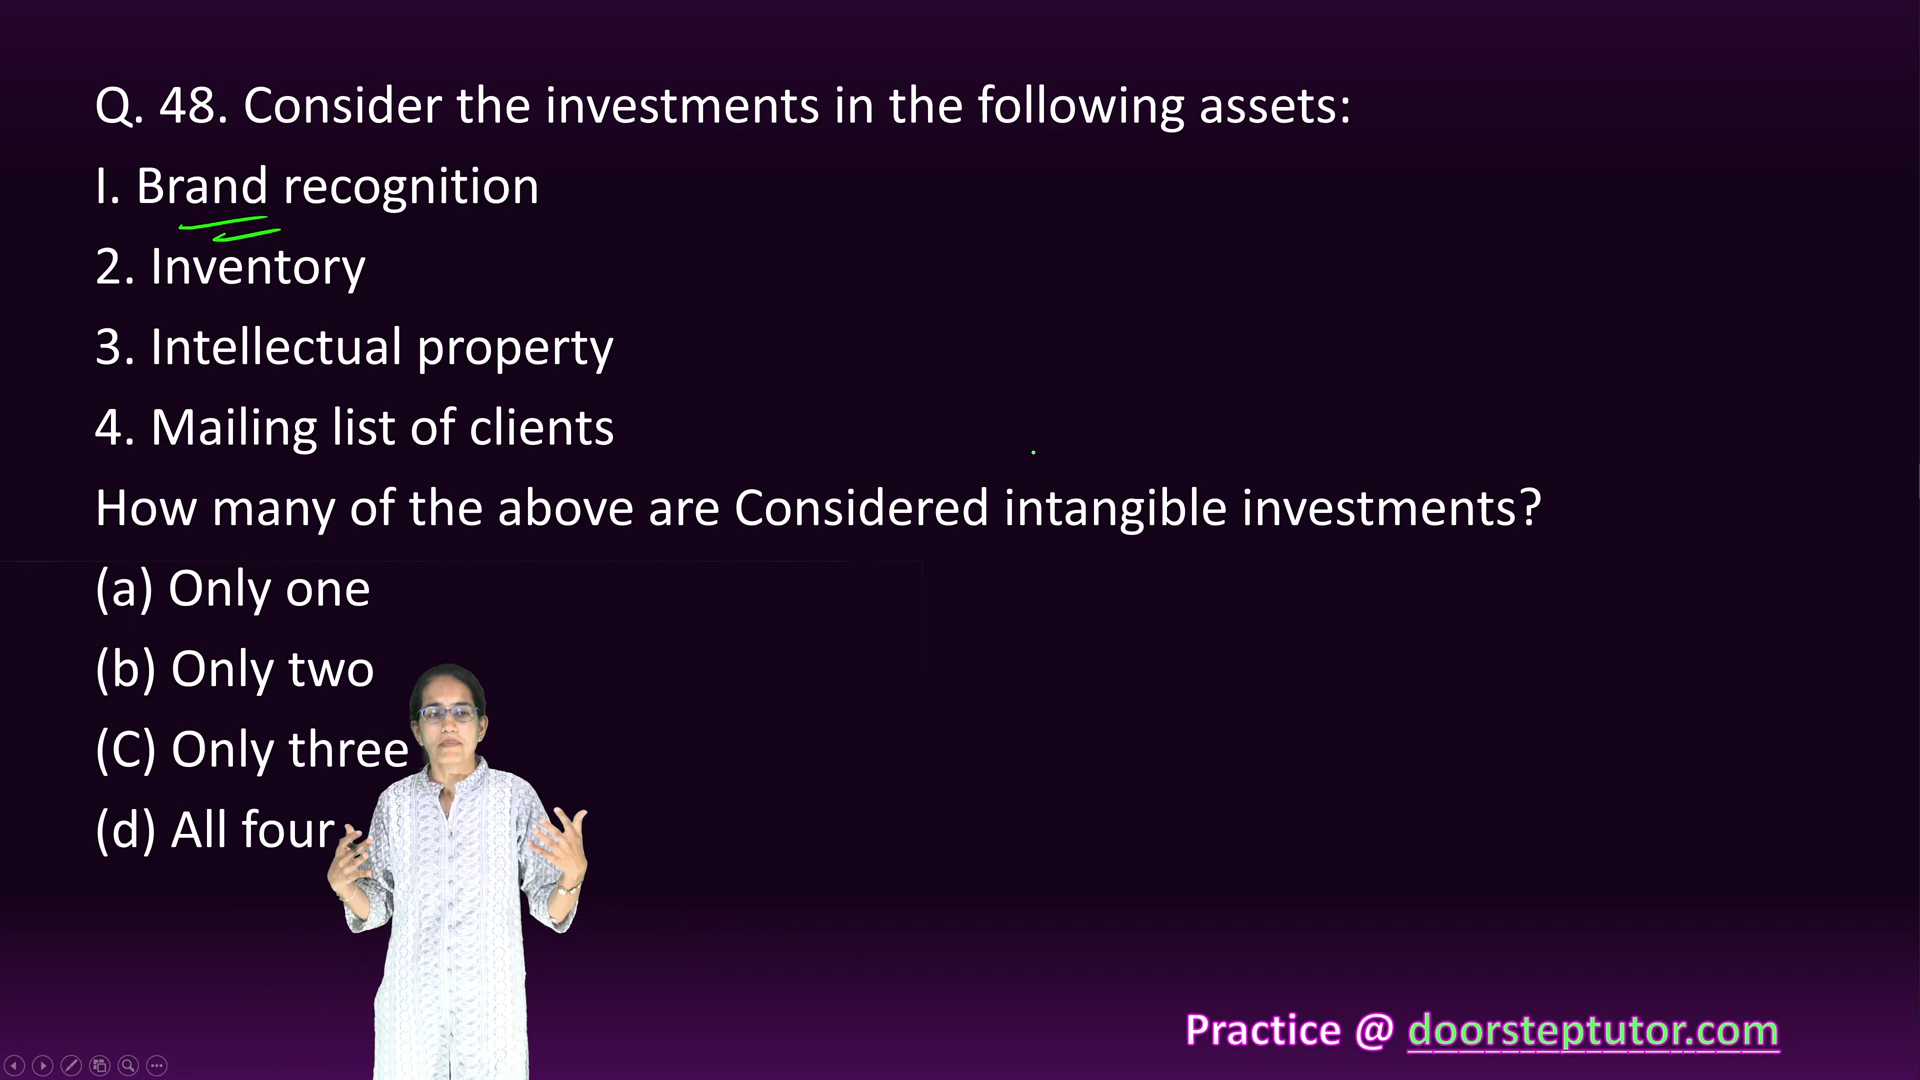 Q. 48. Consider the investments in the following assets:
I. Brand recognition
2. Inventory
3. Intellectual property
4. Mailing list of clients
How many of the above are Considered intangible investments?
(a) Only one
(b) Only two
(C) Only three
(d) All four
Practice @ doorsteptutor.com